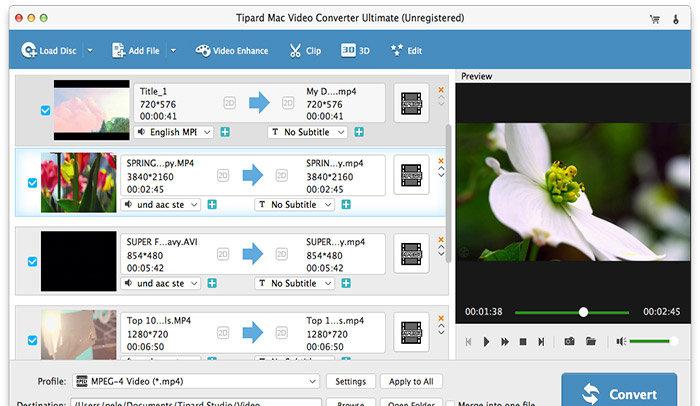 Tipard Mac Video Converter Ultimate (Unregistered)
Load Disc Add File Video Enhance Clip 3D 3D Edit
Preview
Title_1 My D....mp4
720*576 2D 2D 720*576
00:00:41 00:00:41
English MPI No Subtitle
SPRING...py.MP4 SPRIN...y.mp4
3840*2160 2D 2D 3840*2160
00:02:45 00:02:45
und aac ste T No Subtitle
SUPER F...avy.AVI SUPER...y.mp4
854*480 2D 2D 854*480
00:05:42 00:05:42
und aac ste T No Subtitle
Top 10...ls.MP4 Top 1...s.mp4
1280*720 2D 2D 1280*720
00:06:50 00:06:50
00:01:38 00:02:45
Profile: MPEG-4 Video (*.mp4) Settings Apply to All
Convert
Destination: /Users/pele/Documents/Tipard Studio/Video Browse Open Folder Merge into one file